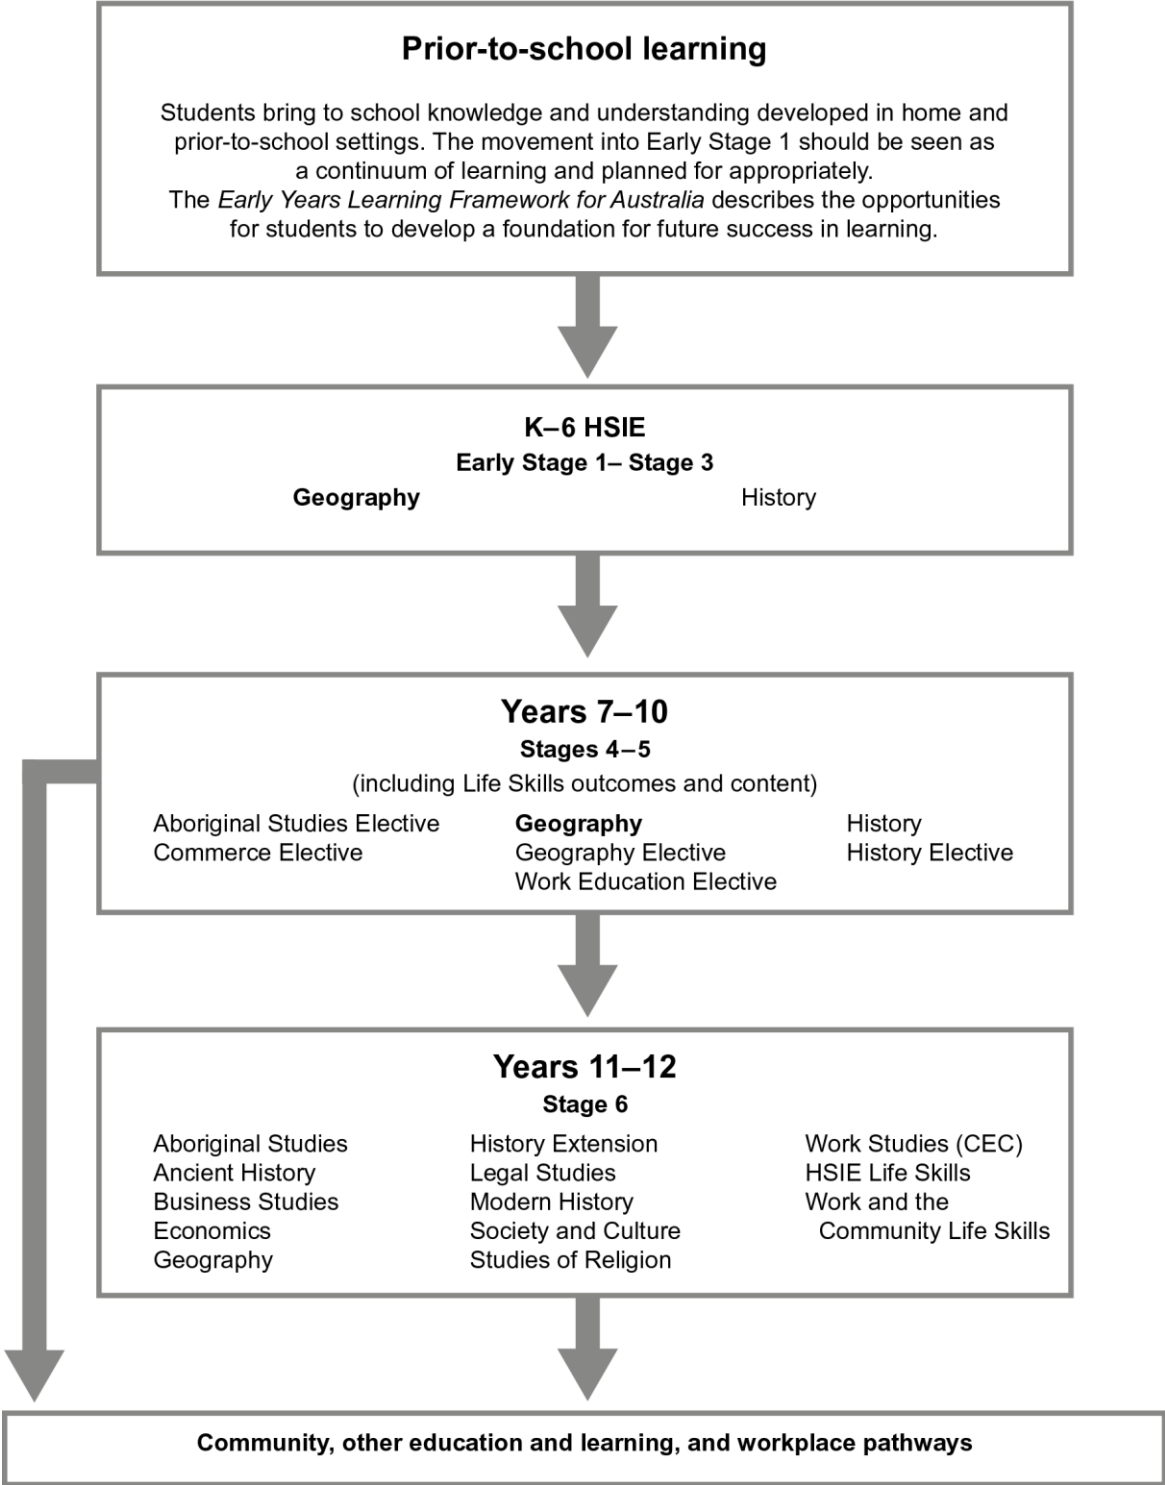 Prior-to-school learning
Students bring to school knowledge and understanding developed in home and
prior-to-school settings. The movement into Early Stage 1 should be seen as
a continuum of learning and planned for appropriately.
The Early Years Learning Framework for Australia describes the opportunities
for students to develop a foundation for future success in learning.
K–6 HSIE
Early Stage 1– Stage 3
Geography
History
Years 7–10
Stages 4–5
(including Life Skills outcomes and content)
Aboriginal Studies Elective
Commerce Elective
Geography
Geography Elective
Work Education Elective
History
History Elective
Years 11–12
Stage 6
Aboriginal Studies
Ancient History
Business Studies
Economics
Geography
History Extension
Legal Studies
Modern History
Society and Culture
Studies of Religion
Work Studies (CEC)
HSIE Life Skills
Work and the
Community Life Skills
Community, other education and learning, and workplace pathways